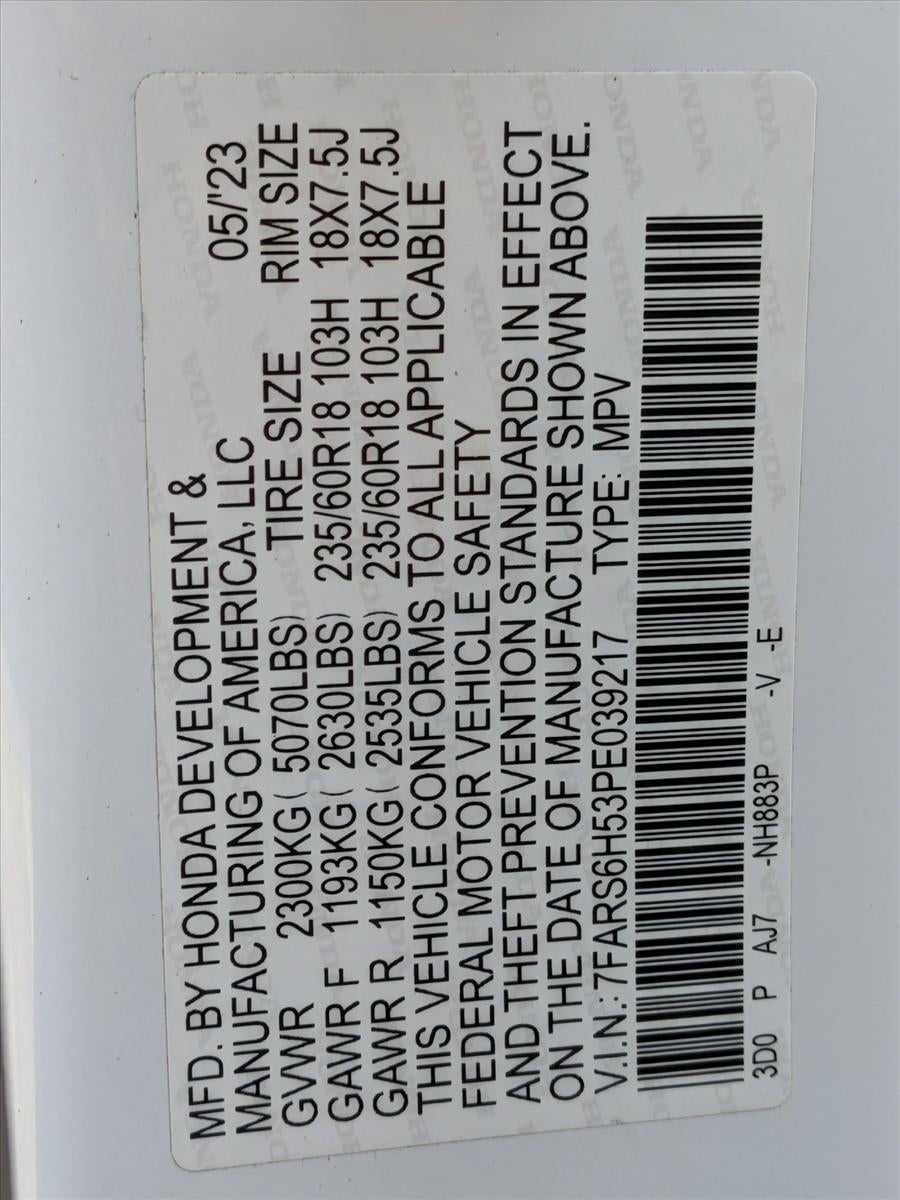 MFD. BY HONDA DEVELOPMENT &
MANUFACTURING OF AMERICA, LLC 05/'23
GVWR 2300KG ( 5070LBS) TIRE SIZE RIM SIZE
GAWR F 1193KG ( 2630LBS) 235/60R18 103H 18X7.5J
GAWR R 1150KG ( 2535LBS) 235/60R18 103H 18X7.5J
THIS VEHICLE CONFORMS TO ALL APPLICABLE
FEDERAL MOTOR VEHICLE SAFETY
AND THEFT PREVENTION STANDARDS IN EFFECT
ON THE DATE OF MANUFACTURE SHOWN ABOVE.
V.I.N.: 7FARS6H53PE039217 TYPE: MPV
3D0 P AJ7 -NH883P -V -E